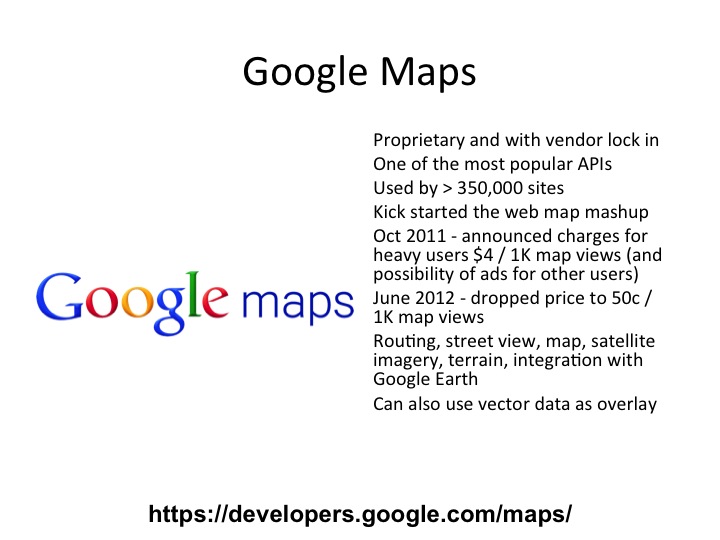 Google Maps
Proprietary and with vendor lock in
One of the most popular APIs
Used by > 350,000 sites
Kick started the web map mashup
Oct 2011 - announced charges for
heavy users $4 / 1K map views (and
possibility of ads for other users)
June 2012 - dropped price to 50c /
1K map views
Routing, street view, map, satellite
imagery, terrain, integration with
Google Earth
Can also use vector data as overlay
Google maps
https://developers.google.com/maps/